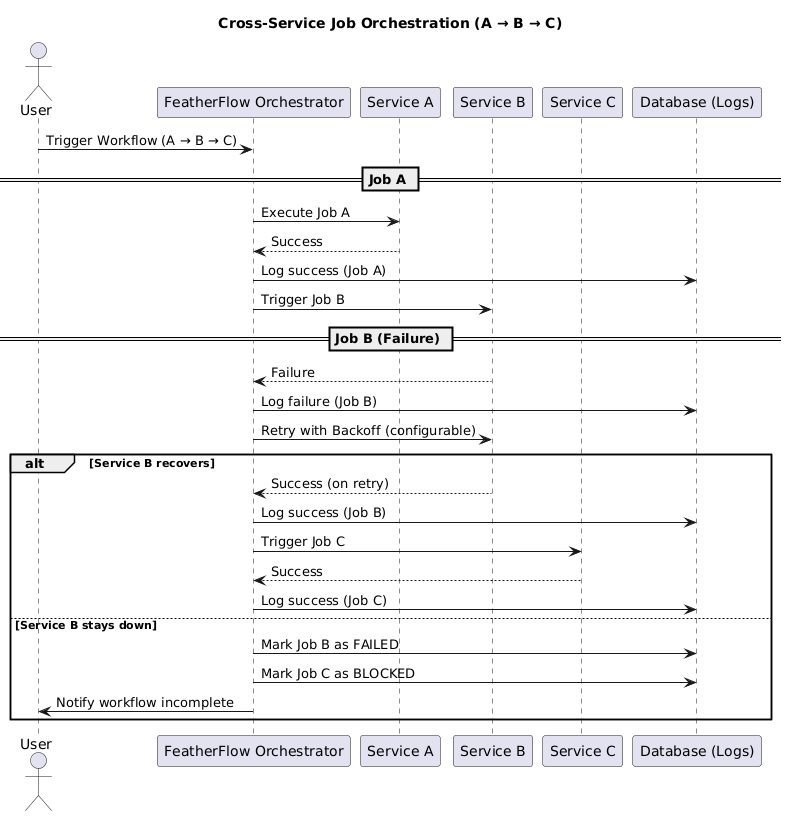 Cross-Service Job Orchestration (A → B → C)
User
FeatherFlow Orchestrator
Service A
Service B
Service C
Database (Logs)
Trigger Workflow (A → B → C)
Job A
Execute Job A
Success
Log success (Job A)
Trigger Job B
Job B (Failure)
Failure
Log failure (Job B)
Retry with Backoff (configurable)
alt
[Service B recovers]
Success (on retry)
Log success (Job B)
Trigger Job C
Success
Log success (Job C)
[Service B stays down]
Mark Job B as FAILED
Mark Job C as BLOCKED
Notify workflow incomplete
User
FeatherFlow Orchestrator
Service A
Service B
Service C
Database (Logs)